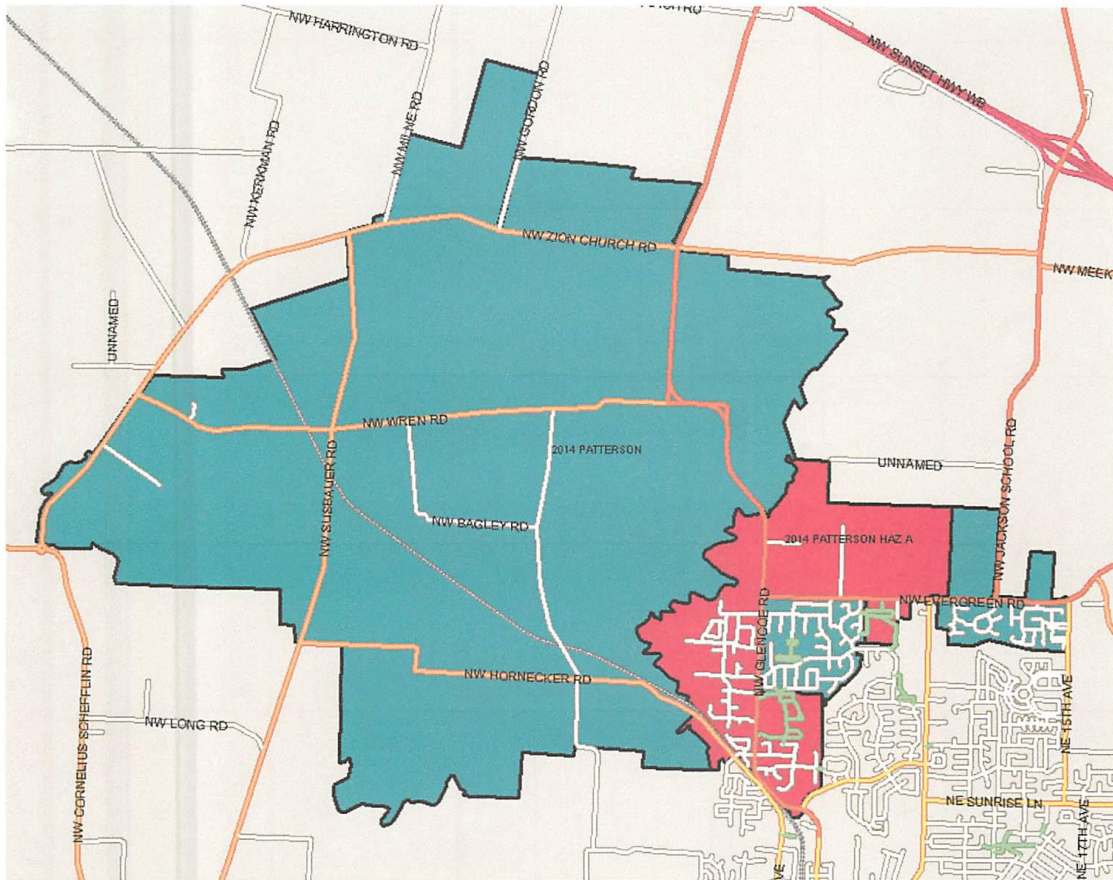 NW HARRINGTON RD
NW SUNSET HWY WB
NW GORDON RD
NW MILNE RD
NW KERKMAN RD
NW ZION CHURCH RD
NW MEEK
UNNAMED
NW WREN RD
2014 PATTERSON
UNNAMED
NW SUSBAUER RD
NW JACKSON SCHOOL RD
NW BAGLEY RD
2014 PATTERSON HAZ A
NW EVERGREEN RD
NW GLENCOE RD
NW HORNECKER RD
NW CORNELIUS SCHEFFLIN RD
NW LONG RD
NE 15TH AVE
NE SUNRISE LN
NE 17TH AVE
VE